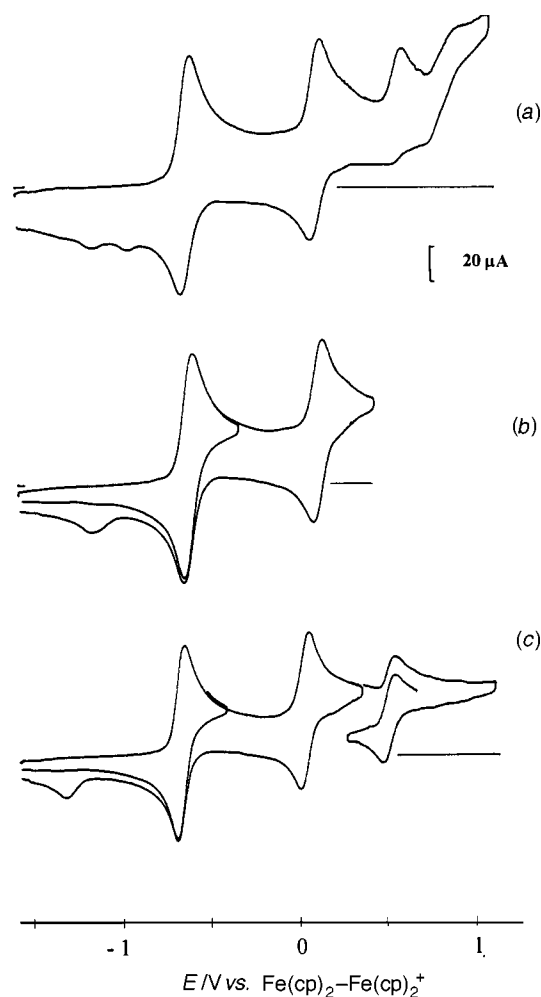 (a)
20 µA
(b)
(c)
- 1 0 1
E /V vs. Fe(cp)₂–Fe(cp)₂⁺